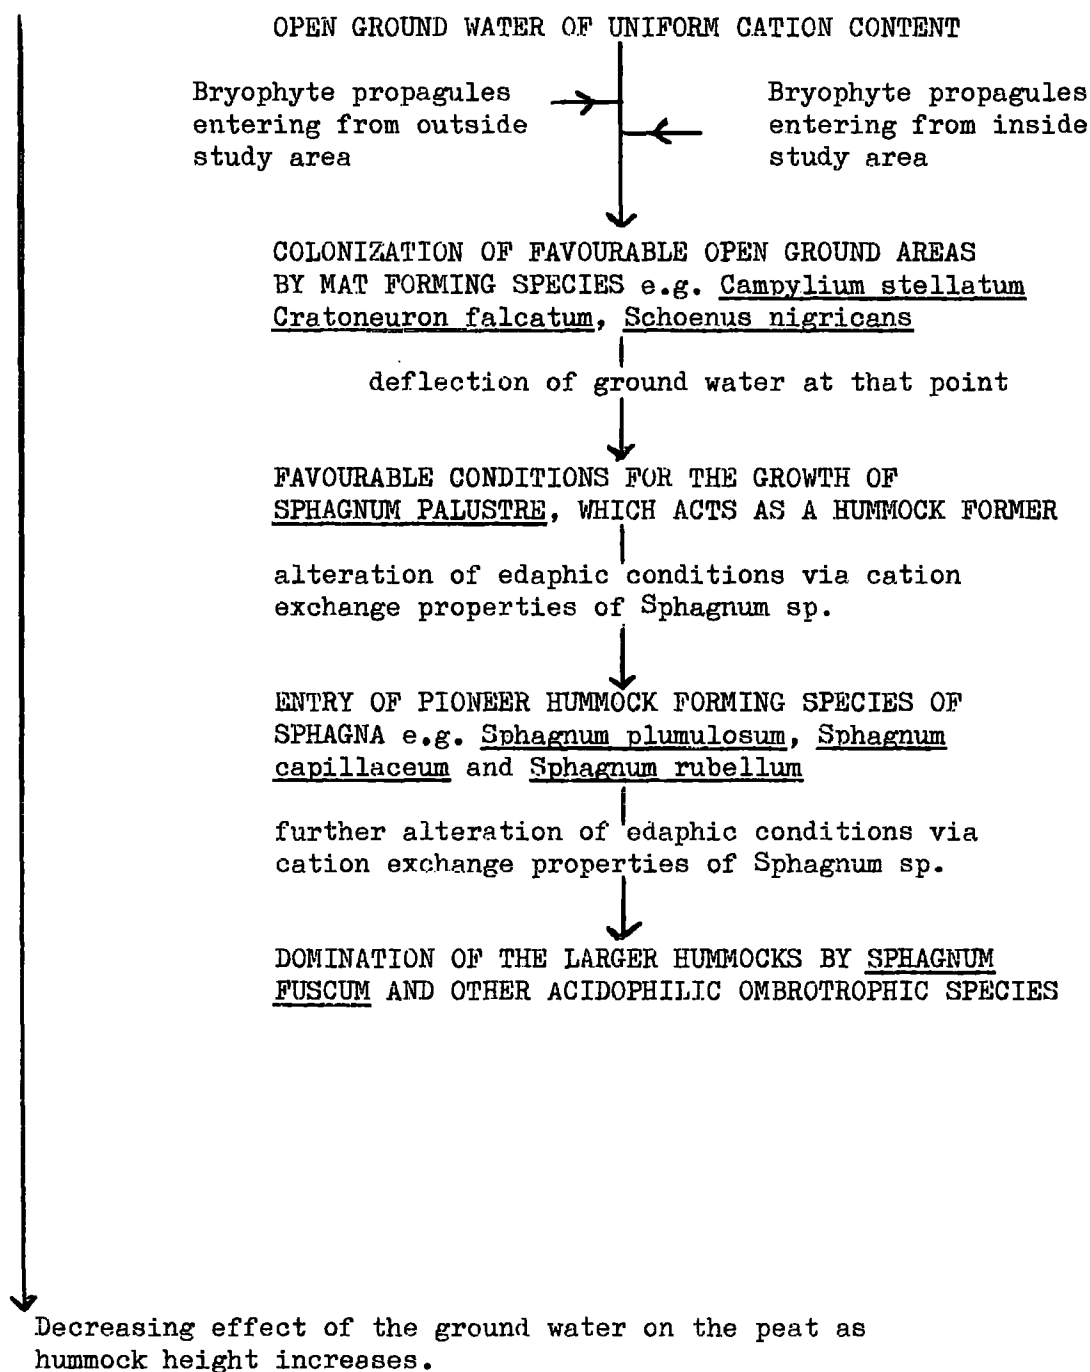 OPEN GROUND WATER OF UNIFORM CATION CONTENT
Bryophyte propagules
entering from outside
study area
Bryophyte propagules
entering from inside
study area
COLONIZATION OF FAVOURABLE OPEN GROUND AREAS
BY MAT FORMING SPECIES e.g. Campylium stellatum
Cratoneuron falcatum, Schoenus nigricans
deflection of ground water at that point
FAVOURABLE CONDITIONS FOR THE GROWTH OF
SPHAGNUM PALUSTRE, WHICH ACTS AS A HUMMOCK FORMER
alteration of edaphic conditions via cation
exchange properties of Sphagnum sp.
ENTRY OF PIONEER HUMMOCK FORMING SPECIES OF
SPHAGNA e.g. Sphagnum plumulosum, Sphagnum
capillaceum and Sphagnum rubellum
further alteration of edaphic conditions via
cation exchange properties of Sphagnum sp.
DOMINATION OF THE LARGER HUMMOCKS BY SPHAGNUM
FUSCUM AND OTHER ACIDOPHILIC OMBROTROPHIC SPECIES
Decreasing effect of the ground water on the peat as
hummock height increases.